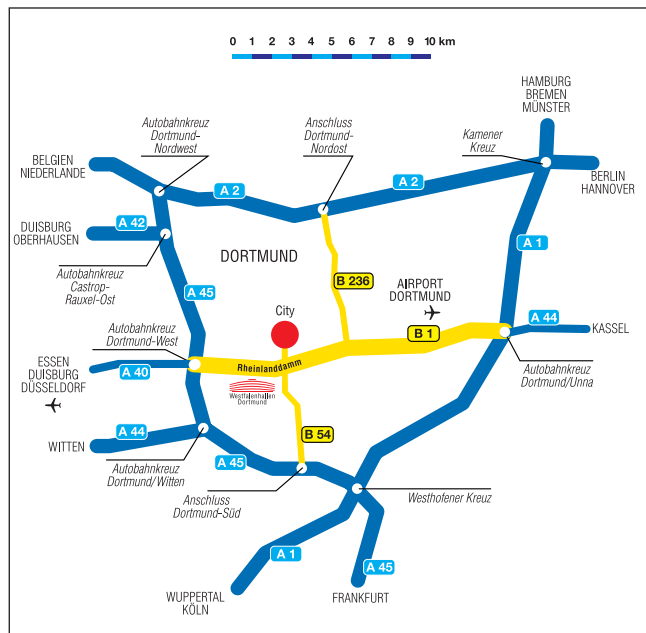 0 1 2 3 4 5 6 7 8 9 10 km
HAMBURG
BREMEN
MÜNSTER
Autobahnkreuz
Dortmund-
Nordwest
Anschluss
Dortmund-
Nordost
Kamener
Kreuz
BELGIEN
NIEDERLANDE
BERLIN
HANNOVER
A 2
A 2
A 42
DUISBURG
OBERHAUSEN
A 1
DORTMUND
Autobahnkreuz
Castrop-
Rauxel-Ost
B 236
AIRPORT
DORTMUND
A 45
City
A 44
KASSEL
Autobahnkreuz
Dortmund-West
B 1
Rheinlanddamm
ESSEN
DUISBURG
DÜSSELDORF
A 40
Autobahnkreuz
Dortmund/Unna
Westfalenhallen
Dortmund
A 44
B 54
WITTEN
A 45
Autobahnkreuz
Dortmund/Witten
Anschluss
Dortmund-Süd
Westhofener Kreuz
A 1
A 45
WUPPERTAL
KÖLN
FRANKFURT